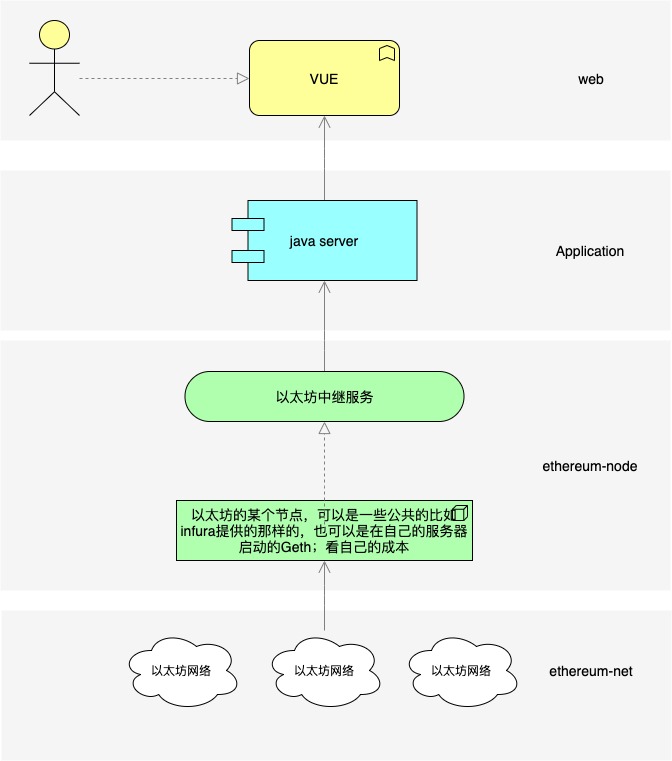 VUE
web
java server
Application
以太坊中继服务
ethereum-node
以太坊的某个节点，可以是一些公共的比如
infura提供的那样的，也可以是在自己的服务器
启动的Geth；看自己的成本
以太坊网络
以太坊网络
以太坊网络
ethereum-net